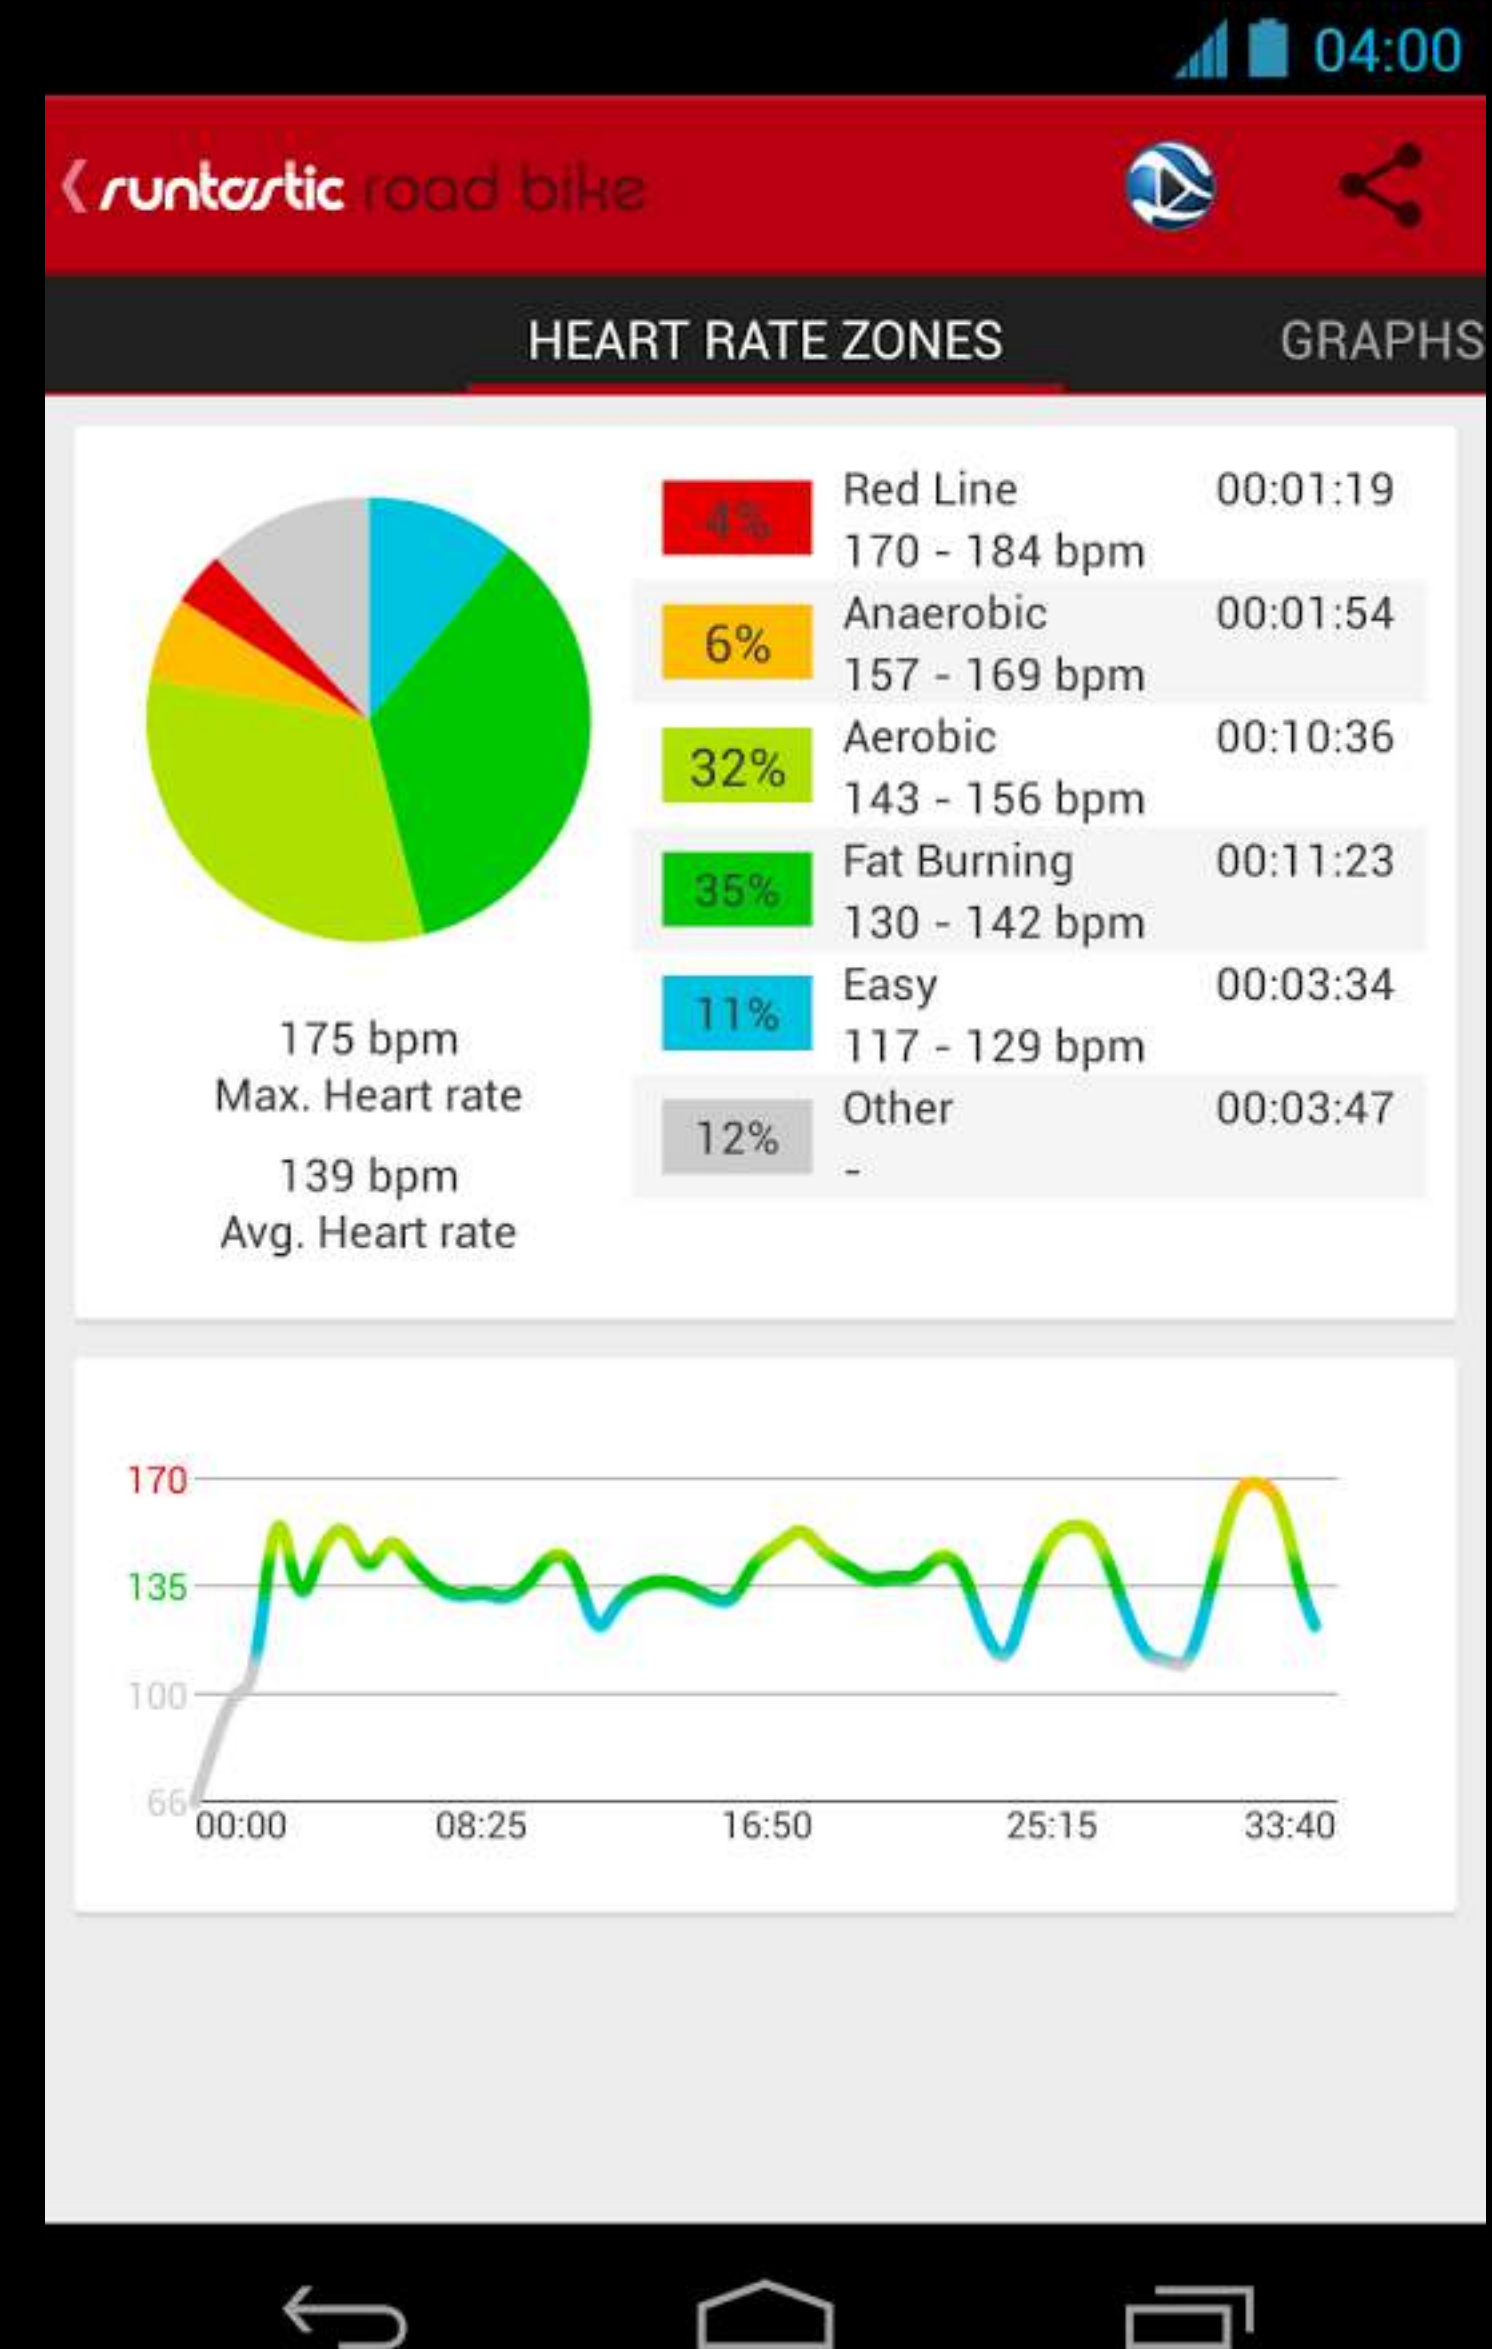 04:00
runtastic road bike
HEART RATE ZONES
GRAPHS
4%
Red Line
00:01:19
170 - 184 bpm
6%
Anaerobic
00:01:54
157 - 169 bpm
32%
Aerobic
00:10:36
143 - 156 bpm
35%
Fat Burning
00:11:23
130 - 142 bpm
11%
Easy
00:03:34
117 - 129 bpm
12%
Other
00:03:47
-
175 bpm
Max. Heart rate
139 bpm
Avg. Heart rate
170
135
100
66
00:00
08:25
16:50
25:15
33:40